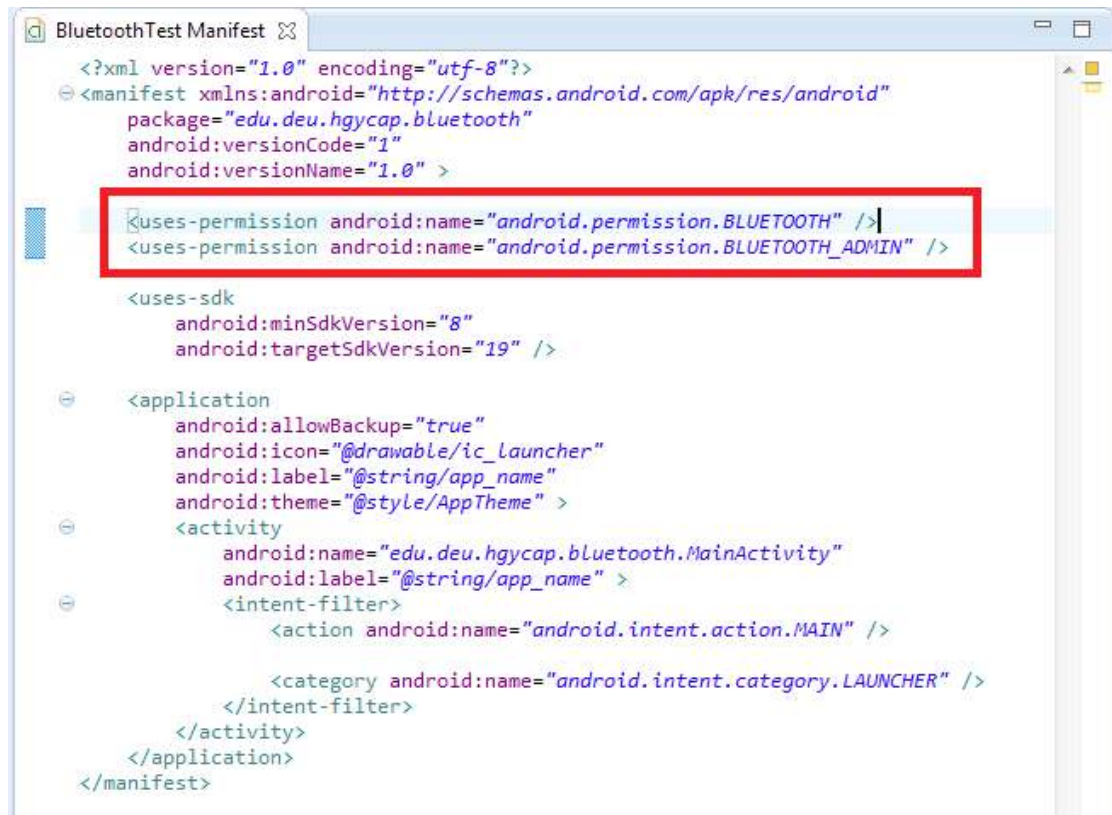 BluetoothTest Manifest
<?xml version="1.0" encoding="utf-8"?>
<manifest xmlns:android="http://schemas.android.com/apk/res/android"
package="edu.deu.hgycap.bluetooth"
android:versionCode="1"
android:versionName="1.0" >
<uses-permission android:name="android.permission.BLUETOOTH" />
<uses-permission android:name="android.permission.BLUETOOTH_ADMIN" />
<uses-sdk
android:minSdkVersion="8"
android:targetSdkVersion="19" />
<application
android:allowBackup="true"
android:icon="@drawable/ic_launcher"
android:label="@string/app_name"
android:theme="@style/AppTheme" >
<activity
android:name="edu.deu.hgycap.bluetooth.MainActivity"
android:label="@string/app_name" >
<intent-filter>
<action android:name="android.intent.action.MAIN" />
<category android:name="android.intent.category.LAUNCHER" />
</intent-filter>
</activity>
</application>
</manifest>